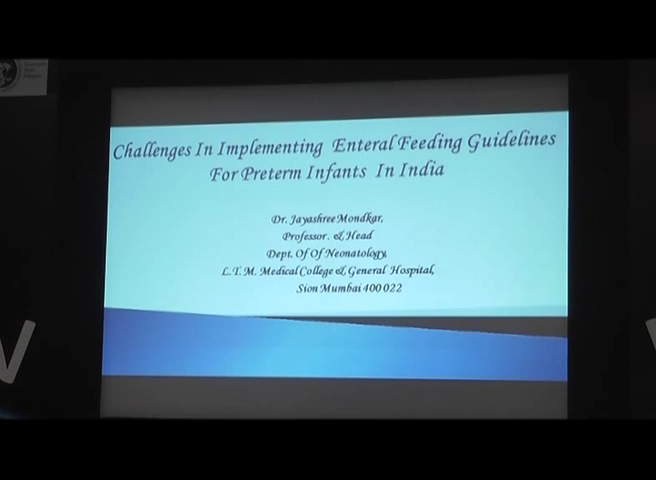 Challenges In Implementing Enteral Feeding Guidelines
For Preterm Infants In India
Dr. Jayashree Mondkar,
Professor. & Head
Dept. Of Of Neonatology,
L.T.M. Medical College & General Hospital,
Sion Mumbai 400 022